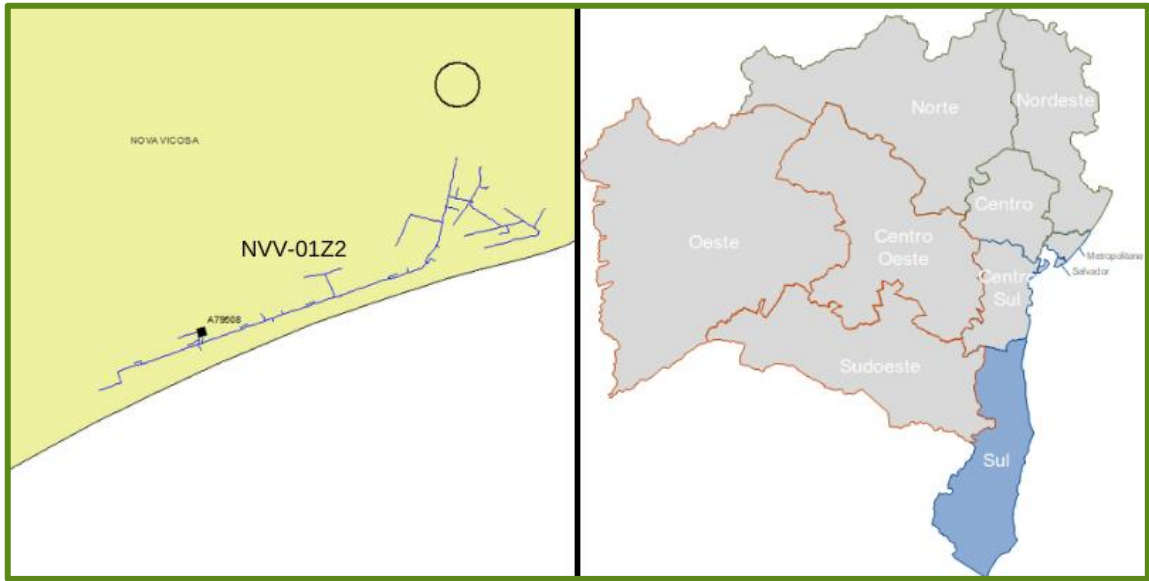 NOVA VICOSA
NVV-01Z2
A79508
Norte
Nordeste
Centro
Oeste
Centro
Oeste
Metropolitana
Salvador
Centro
Sul
Sudoeste
Sul